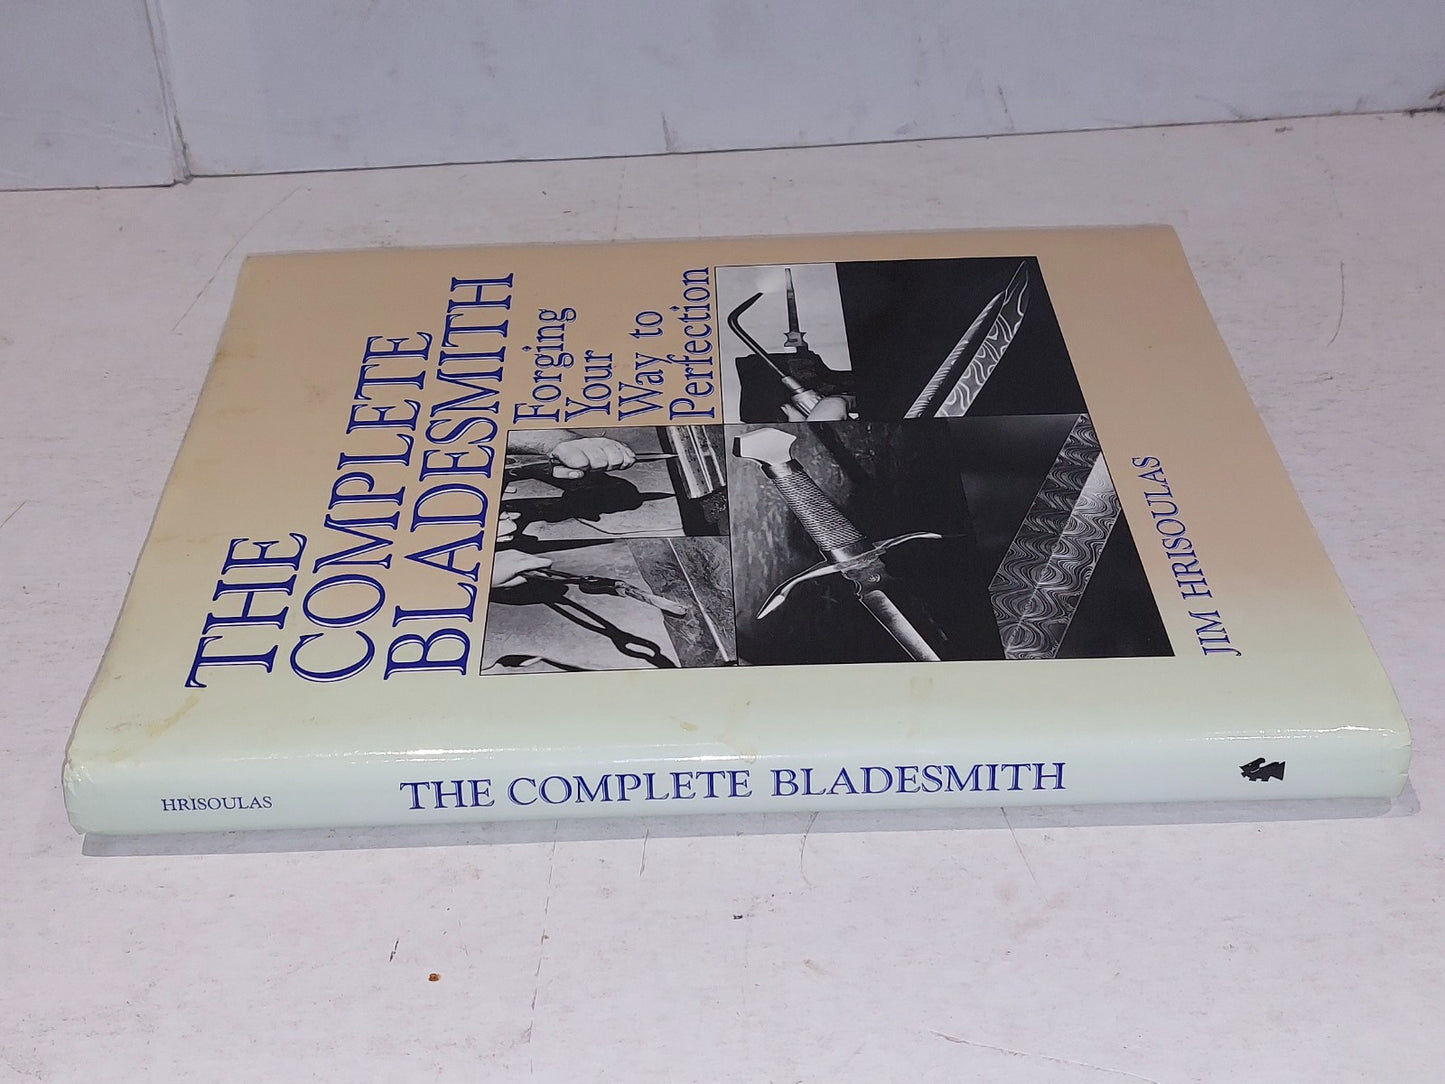 THE
COMPLETE
BLADESMITH
Forging
Your
Way to
Perfection
JIM HRISOULAS
HRISOULAS THE COMPLETE BLADESMITH